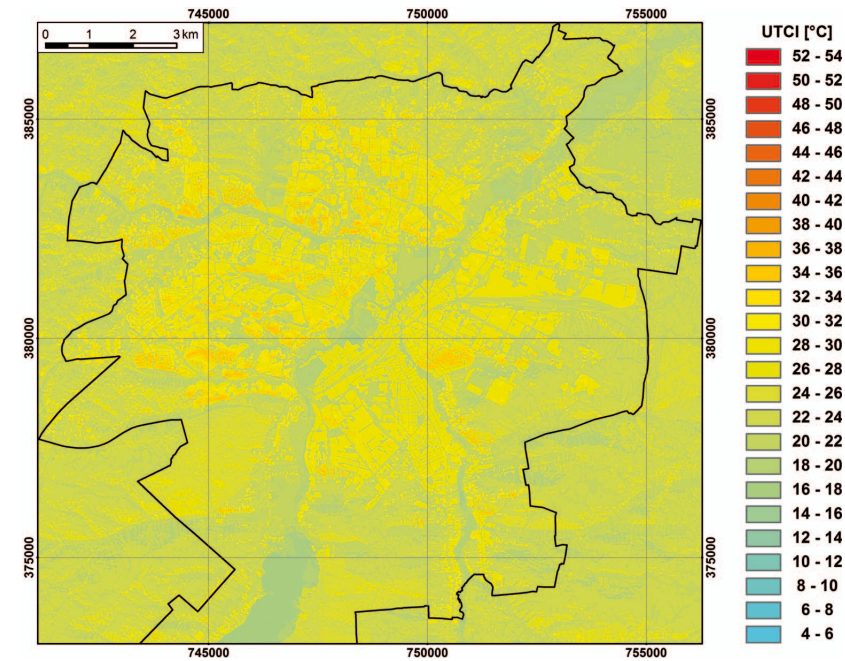 745000 750000 755000
0 1 2 3 km
385000 385000
380000 380000
375000 375000
745000 750000 755000
UTCI [°C]
52 - 54
50 - 52
48 - 50
46 - 48
44 - 46
42 - 44
40 - 42
38 - 40
36 - 38
34 - 36
32 - 34
30 - 32
28 - 30
26 - 28
24 - 26
22 - 24
20 - 22
18 - 20
16 - 18
14 - 16
12 - 14
10 - 12
8 - 10
6 - 8
4 - 6